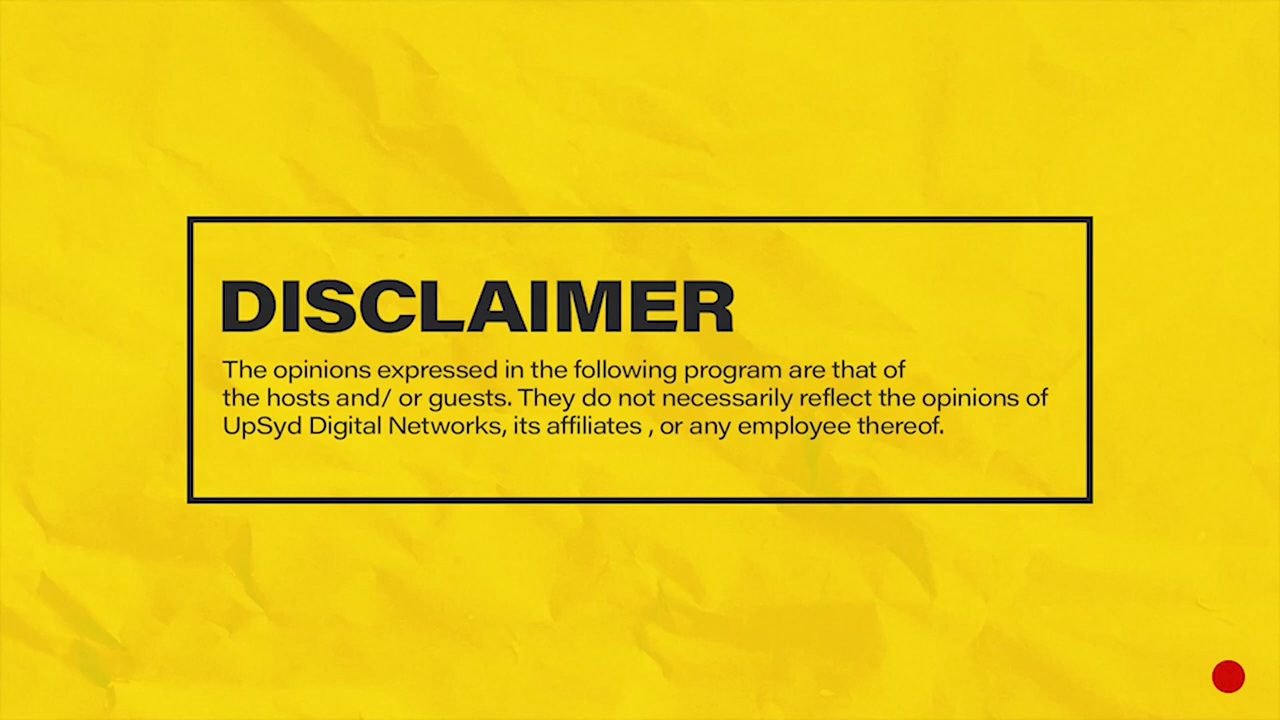 DISCLAIMER
The opinions expressed in the following program are that of
the hosts and/ or guests. They do not necessarily reflect the opinions of
UpSyd Digital Networks, its affiliates , or any employee thereof.